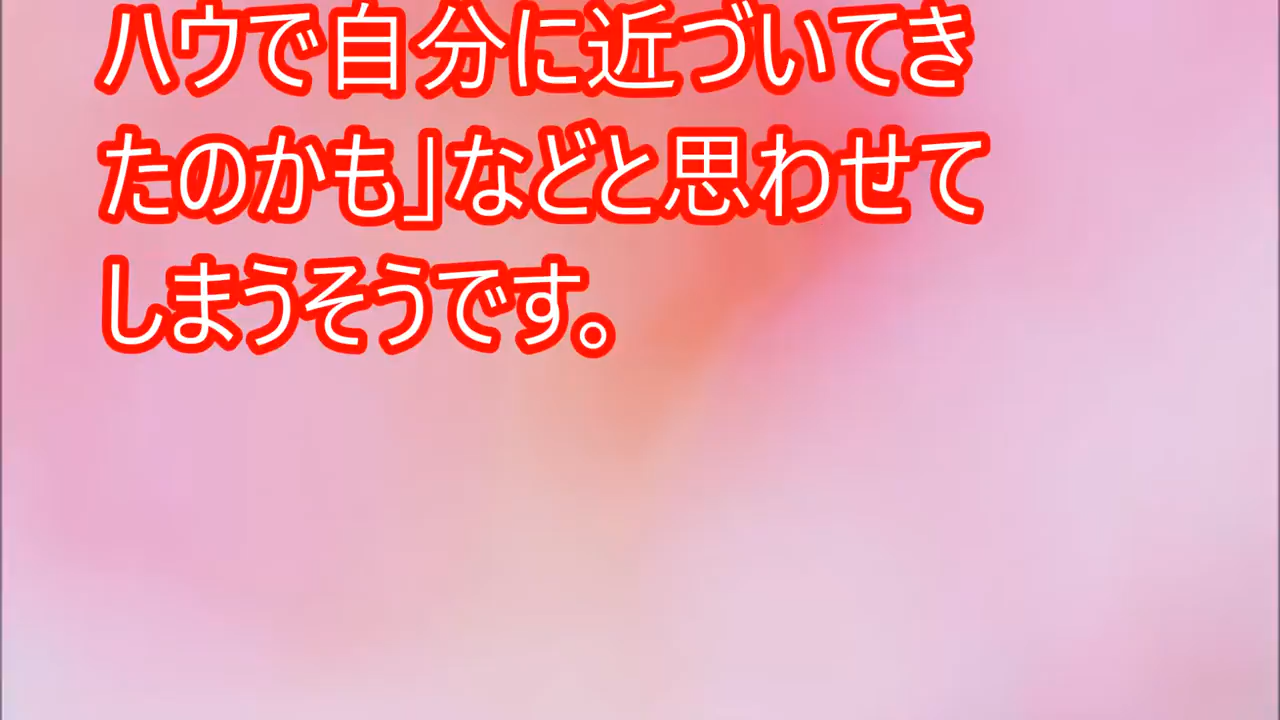 ハウで自分に近づいてき
たのかも」などと思わせて
しまうそうです。